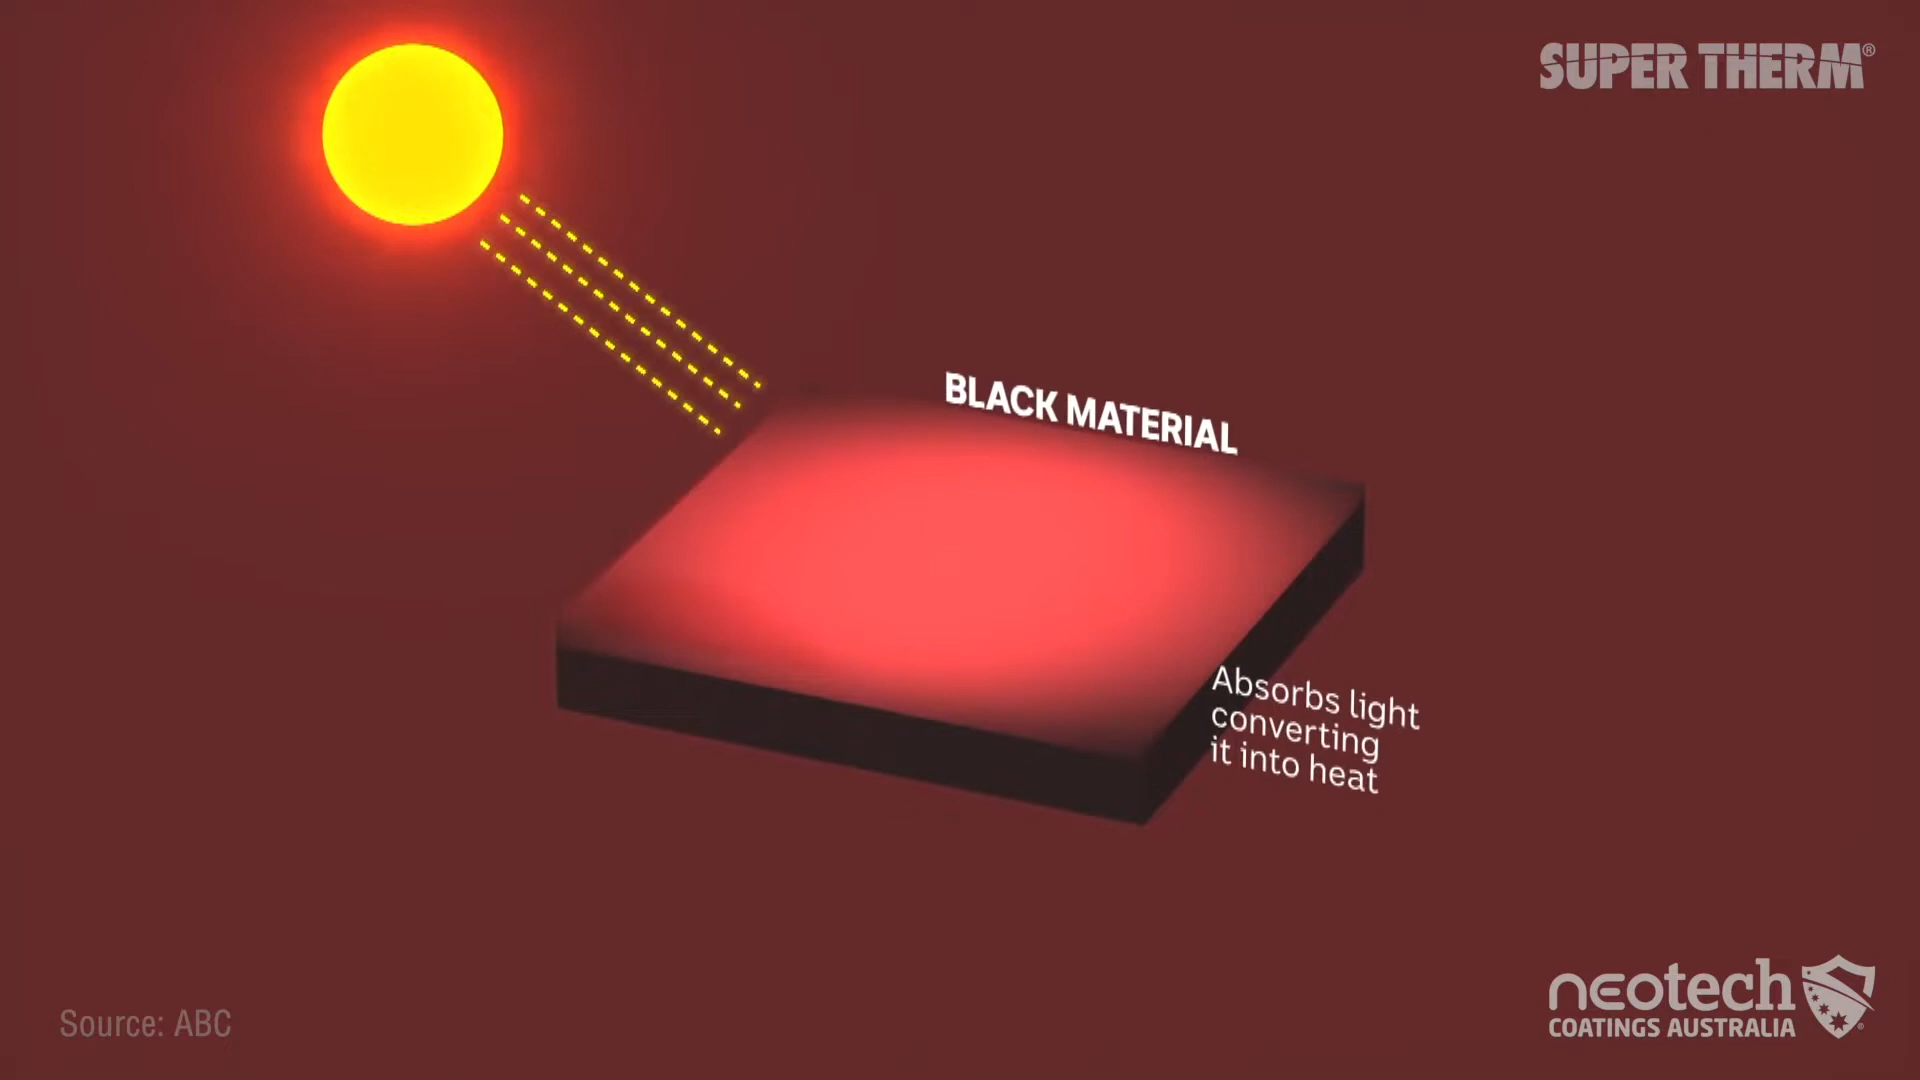 SUPER THERM®
BLACK MATERIAL
Absorbs light
converting
it into heat
neotech
COATINGS AUSTRALIA
Source: ABC